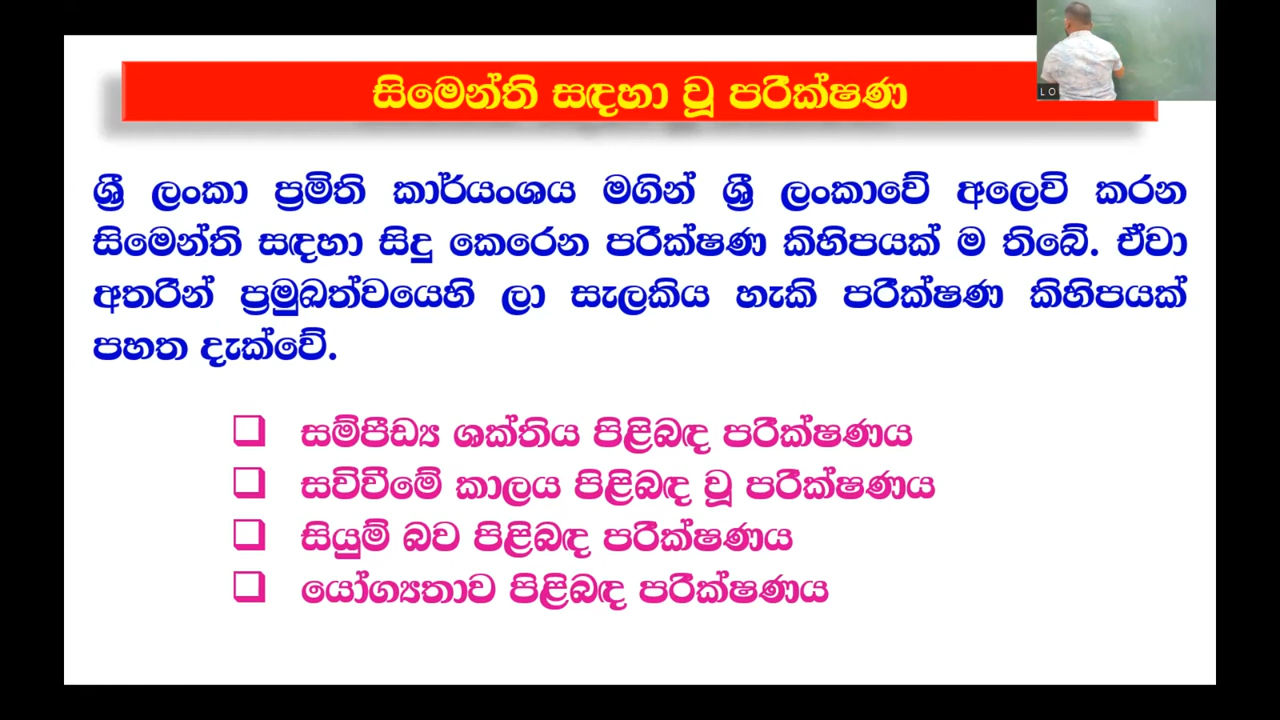 සිමෙන්ති සඳහා වූ පරීක්ෂණ
L O
ශ්‍රී ලංකා ප්‍රමිති කාර්යංශය මගින් ශ්‍රී ලංකාවේ අලෙවි කරන
සිමෙන්ති සඳහා සිදු කෙරෙන පරීක්ෂණ කිහිපයක් ම තිබේ. ඒවා
අතරීන් ප්‍රමුඛත්වයෙහි ලා සැලකිය හැකි පරීක්ෂණ කිහිපයක්
පහත දැක්වේ.
❑ සම්පීඩ්‍ය ශක්තිය පිළිබඳ පරීක්ෂණය
❑ සවිවීමේ කාලය පිළිබඳ වූ පරීක්ෂණය
❑ සියුම් බව පිළිබඳ පරීක්ෂණය
❑ යෝග්‍යතාව පිළිබඳ පරීක්ෂණය